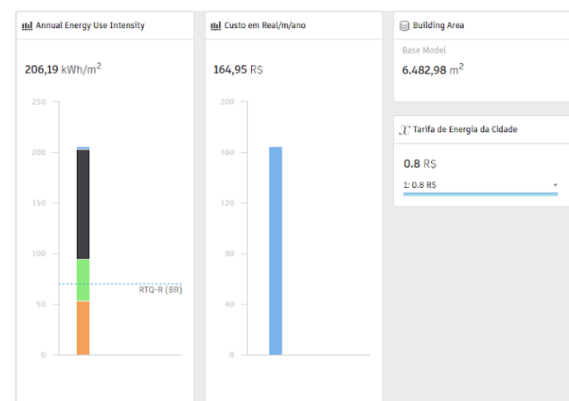 Annual Energy Use Intensity
206,19 kWh/m²
250
200
150
100
50
0
RTQ-R (BR)
Custo em Real/m/ano
164,95 R$
200
160
120
80
40
0
Building Area
Base Model
6.482,98 m²
x Tarifa de Energia da Cidade
0.8 R$
1: 0.8 R$